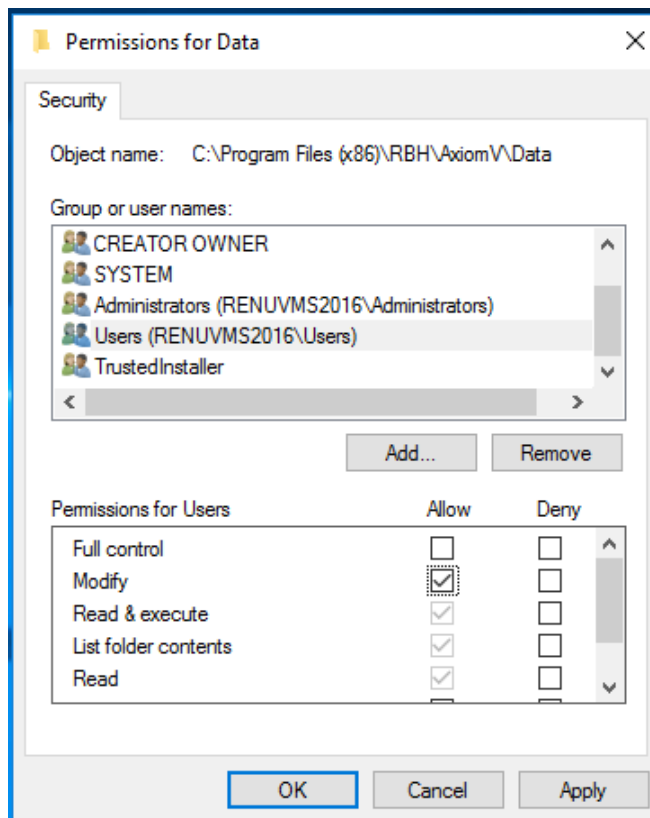 Permissions for Data
Security
Object name: C:\Program Files (x86)\RBH\AxiomV\Data
Group or user names:
CREATOR OWNER
SYSTEM
Administrators (RENUVMS2016\Administrators)
Users (RENUVMS2016\Users)
TrustedInstaller
Add... Remove
Permissions for Users Allow Deny
Full control
Modify
Read & execute
List folder contents
Read
OK Cancel Apply